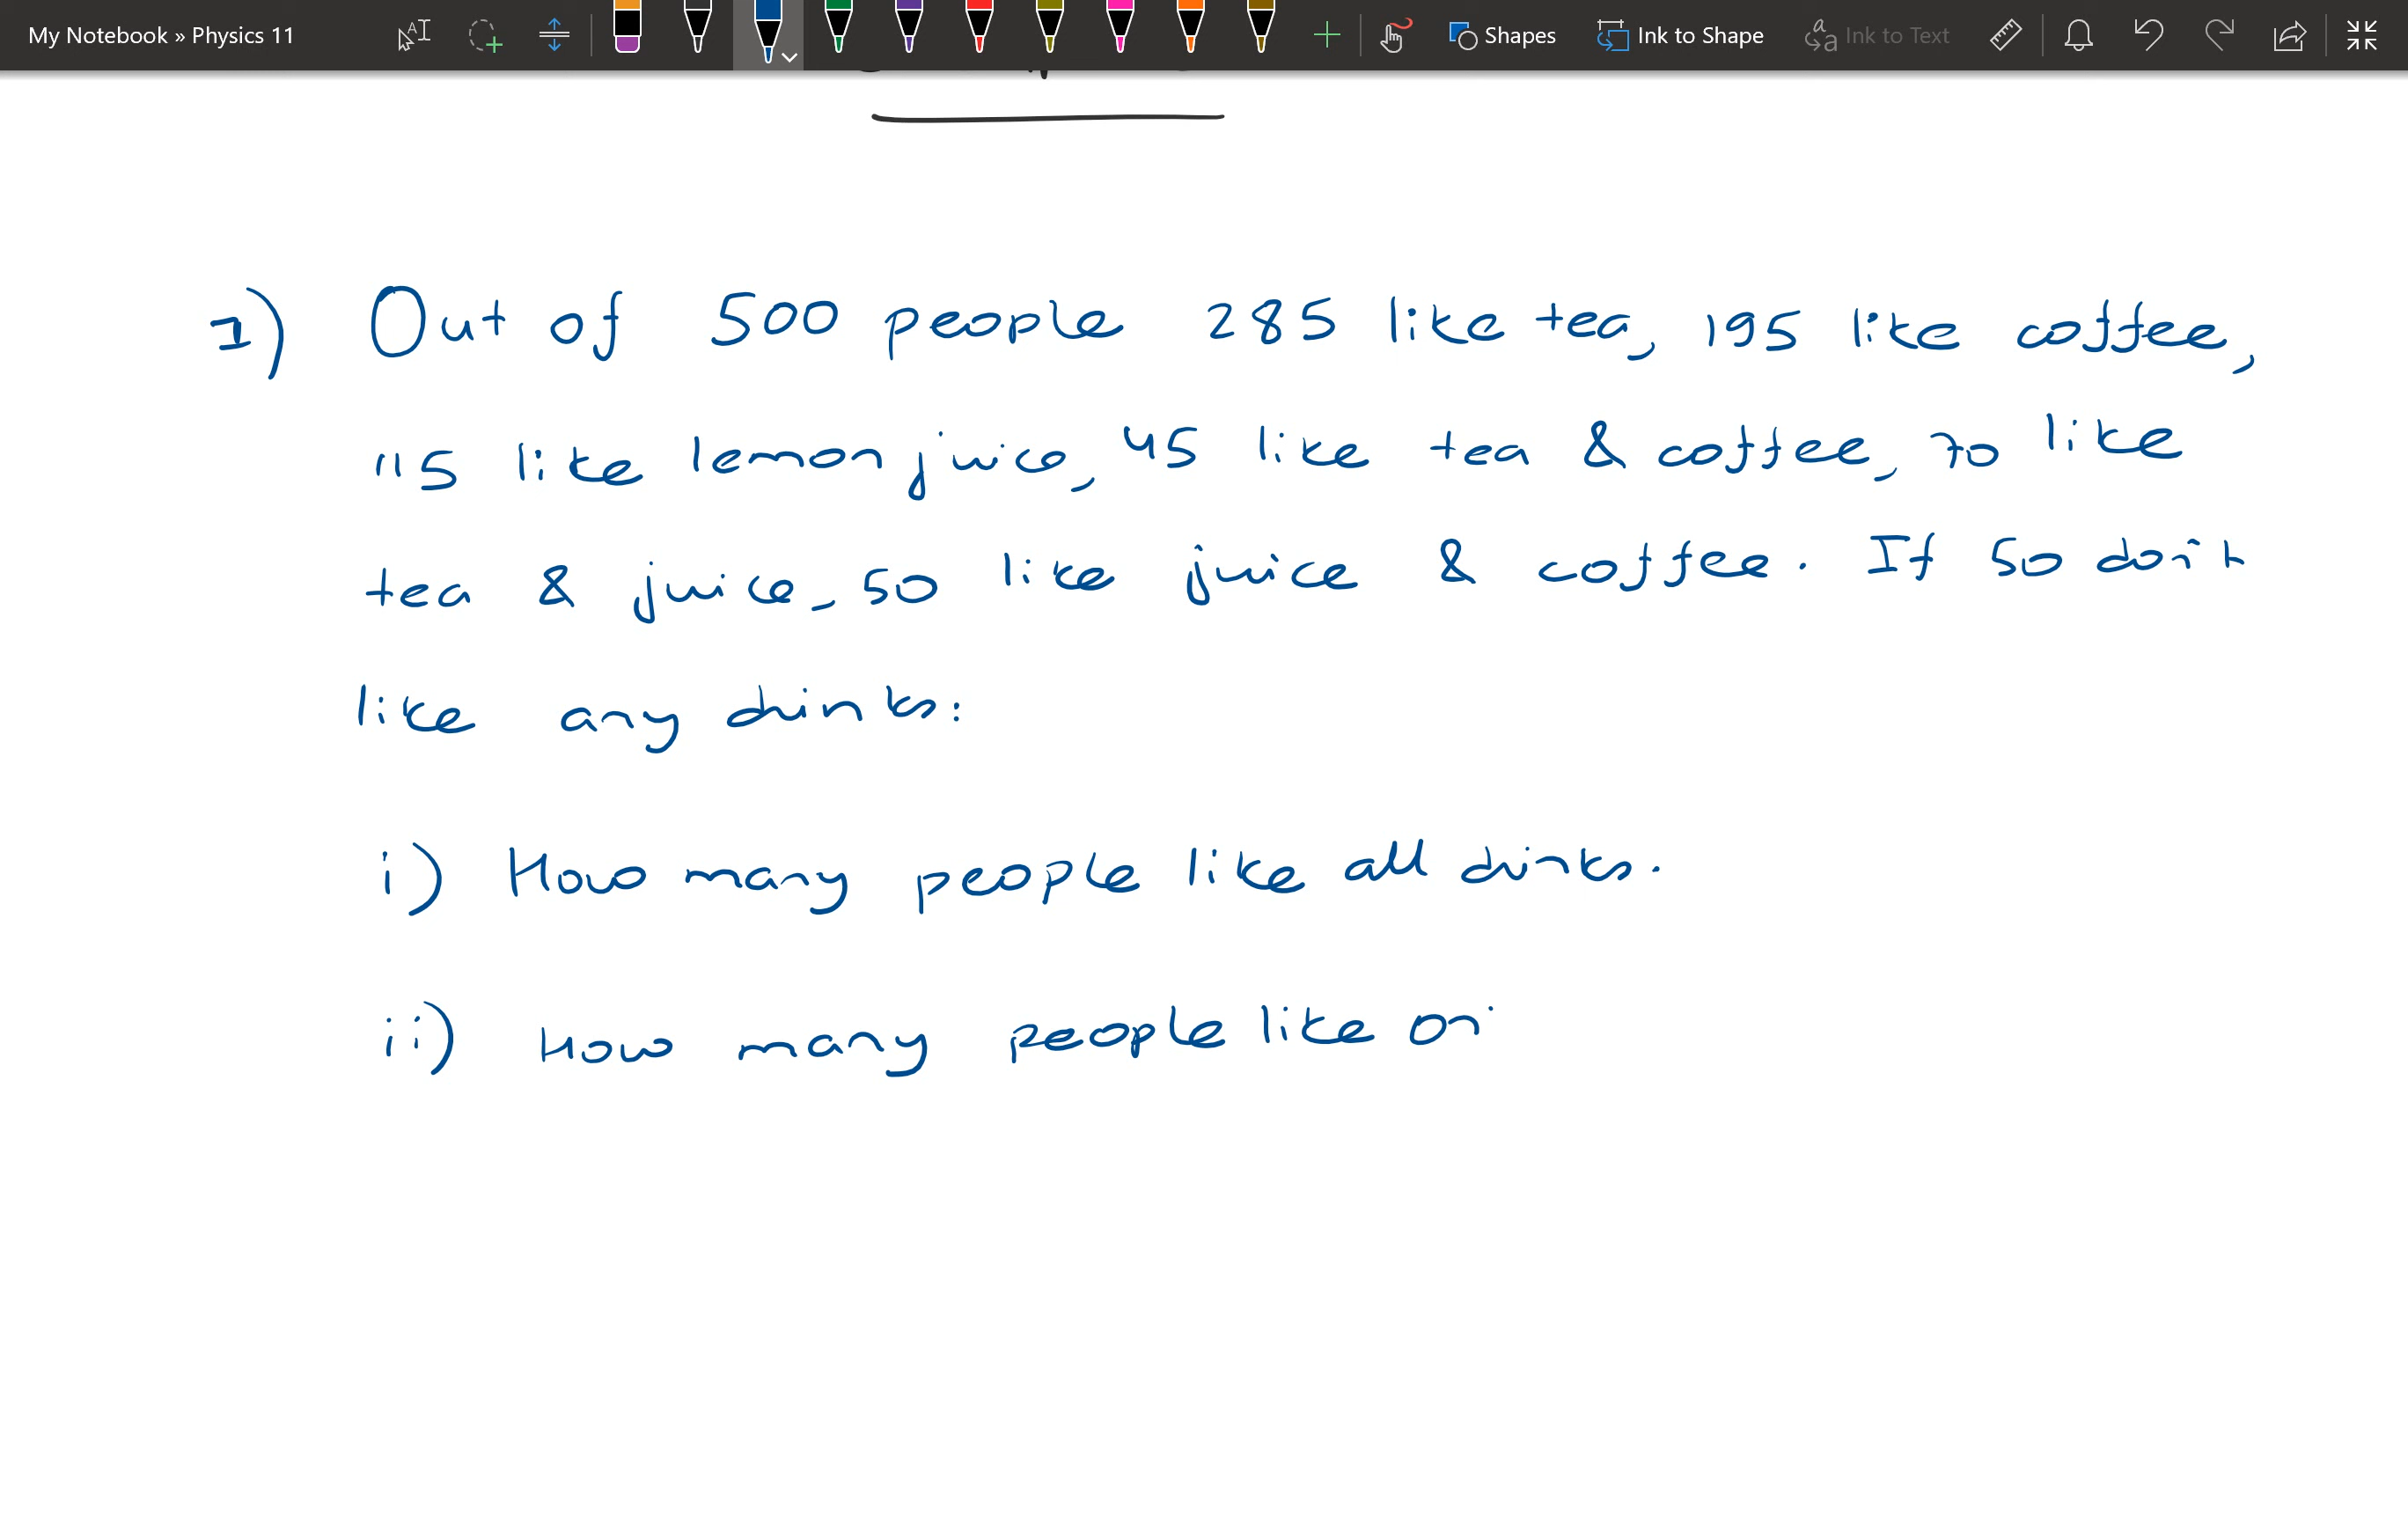 My Notebook » Physics 11 Shapes Ink to Shape Ink to Text
1) Out of 500 people 285 like tea, 195 like coffee,
115 like lemon juice, 45 like tea & coffee, 70 like
tea & juice, 50 like juice & coffee. If 50 don't
like any drinks:
i) How many people like all drinks.
ii) How many people like on